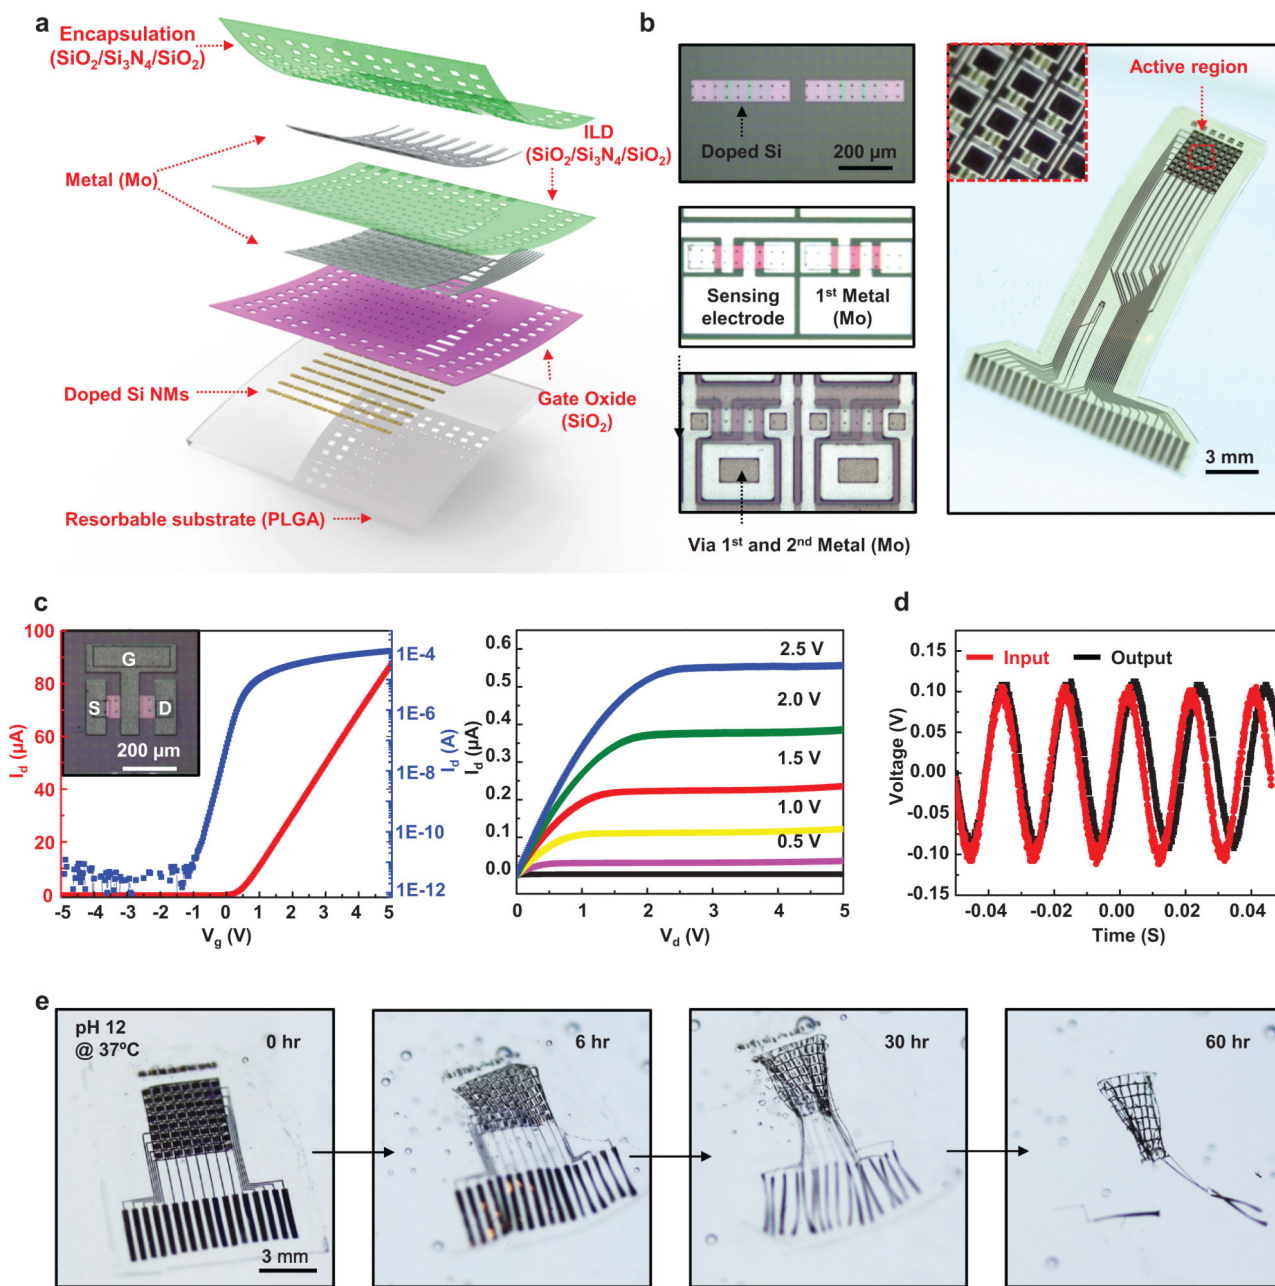 a
Encapsulation
(SiO₂/Si₃N₄/SiO₂)
ILD
(SiO₂/Si₃N₄/SiO₂)
Metal (Mo)
Doped Si NMs
Gate Oxide
(SiO₂)
Resorbable substrate (PLGA)
b
Doped Si
200 µm
Sensing
electrode
1st Metal
(Mo)
Via 1st and 2nd Metal (Mo)
Active region
3 mm
c
Id (µA)
100
80
60
40
20
0
G
S
D
200 µm
1E-4
1E-6
1E-8
1E-10
1E-12
Id (A)
-5 -4 -3 -2 -1 0 1 2 3 4 5
Vg (V)
Id (µA)
0.6
0.5
0.4
0.3
0.2
0.1
0.0
2.5 V
2.0 V
1.5 V
1.0 V
0.5 V
0 1 2 3 4 5
Vd (V)
d
Voltage (V)
0.15
0.10
0.05
0.00
-0.05
-0.10
-0.15
Input Output
-0.04 -0.02 0.00 0.02 0.04
Time (S)
e
pH 12
@ 37ºC
0 hr
3 mm
6 hr
30 hr
60 hr